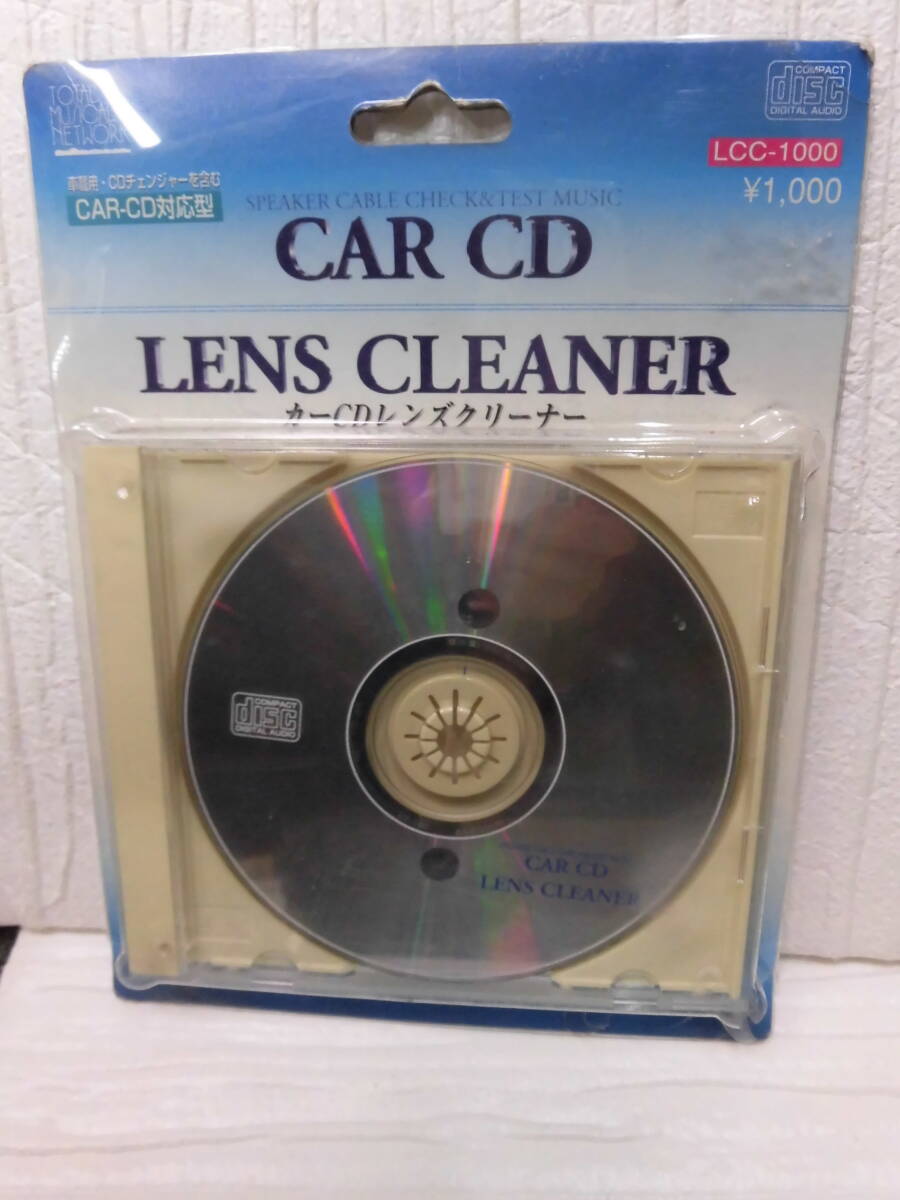 TOTAL
MUSICAL
NETWORK
COMPACT
disc
DIGITAL AUDIO
LCC-1000
¥1,000
車載用・CDチェンジャーを含む
CAR-CD対応型
SPEAKER CABLE CHECK&TEST MUSIC
CAR CD
LENS CLEANER
カーCDレンズクリーナー
COMPACT
disc
DIGITAL AUDIO
CAR CD
LENS CLEANER